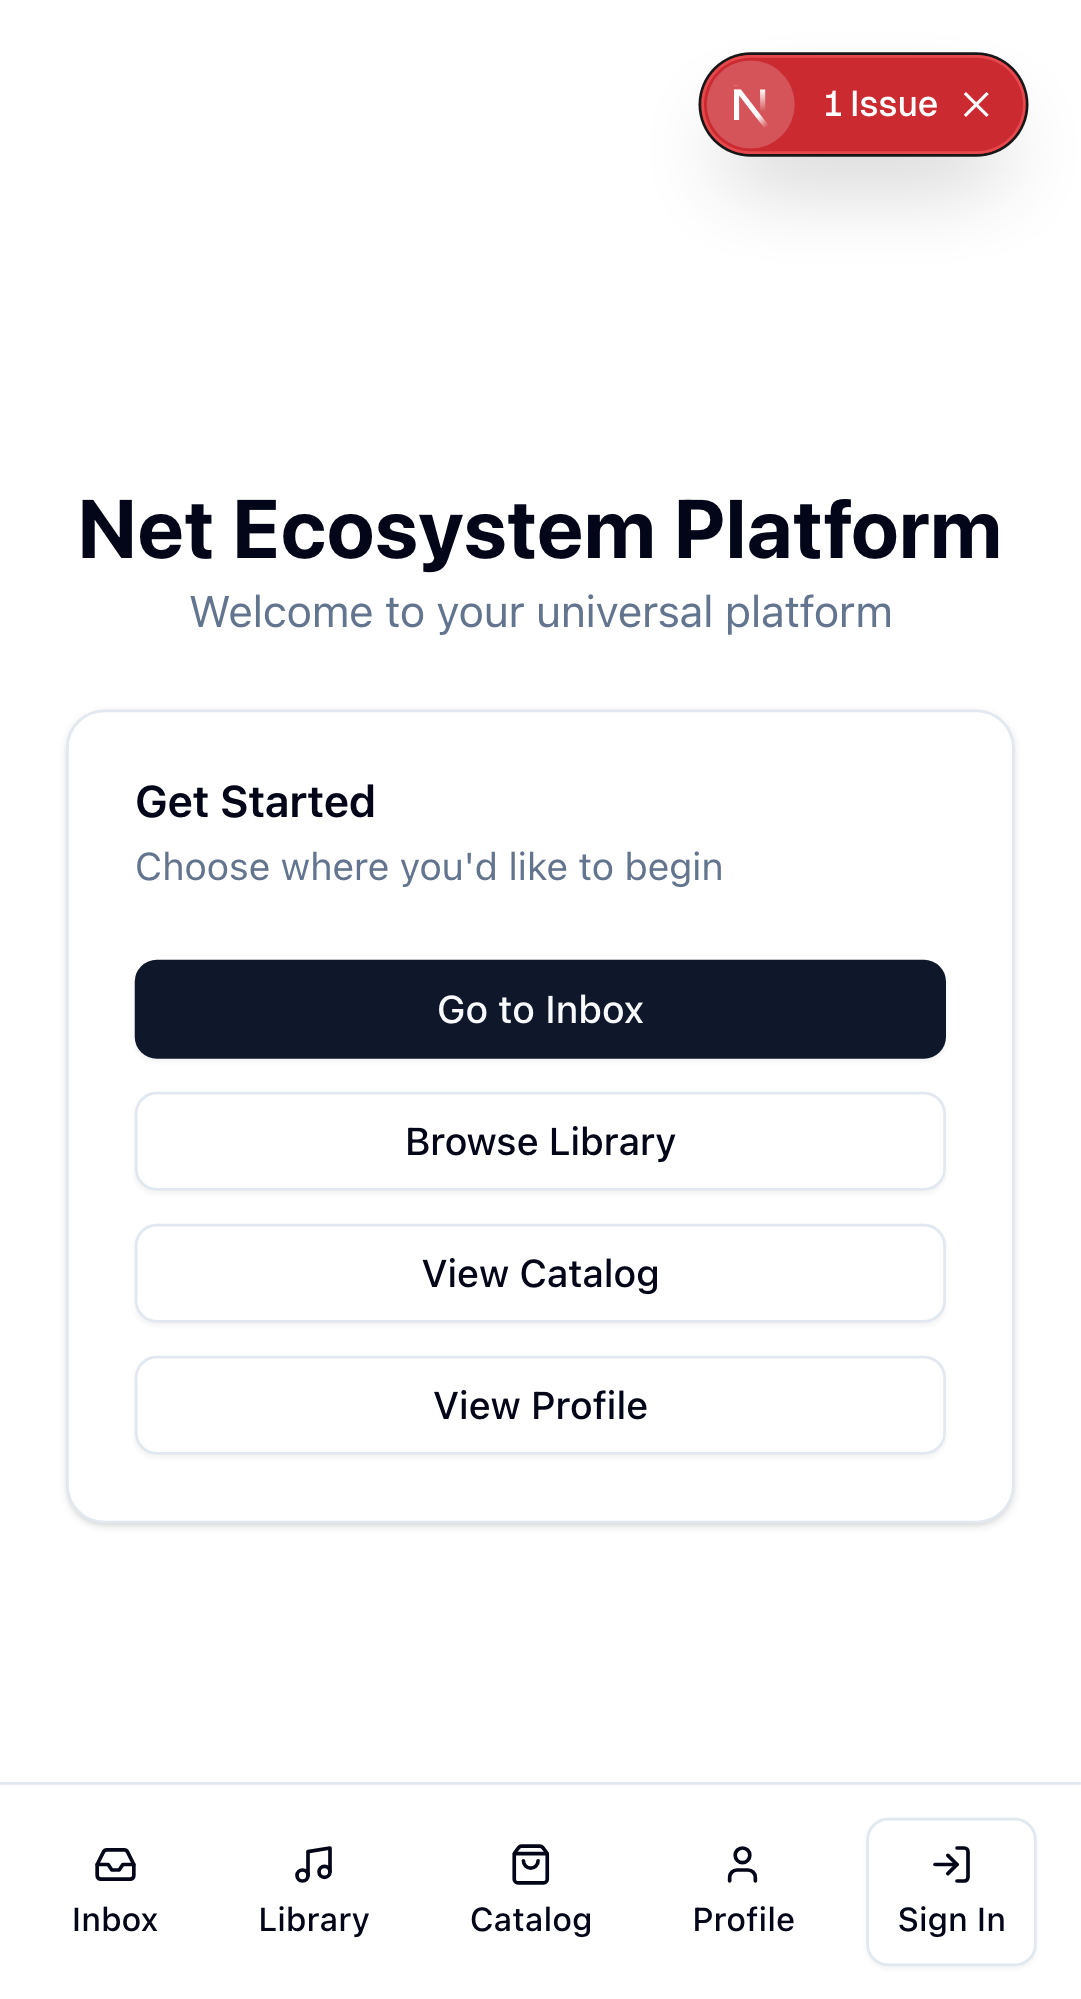 1 Issue
Net Ecosystem Platform
Welcome to your universal platform
Get Started
Choose where you'd like to begin
Go to Inbox
Browse Library
View Catalog
View Profile
Inbox
Library
Catalog
Profile
Sign In